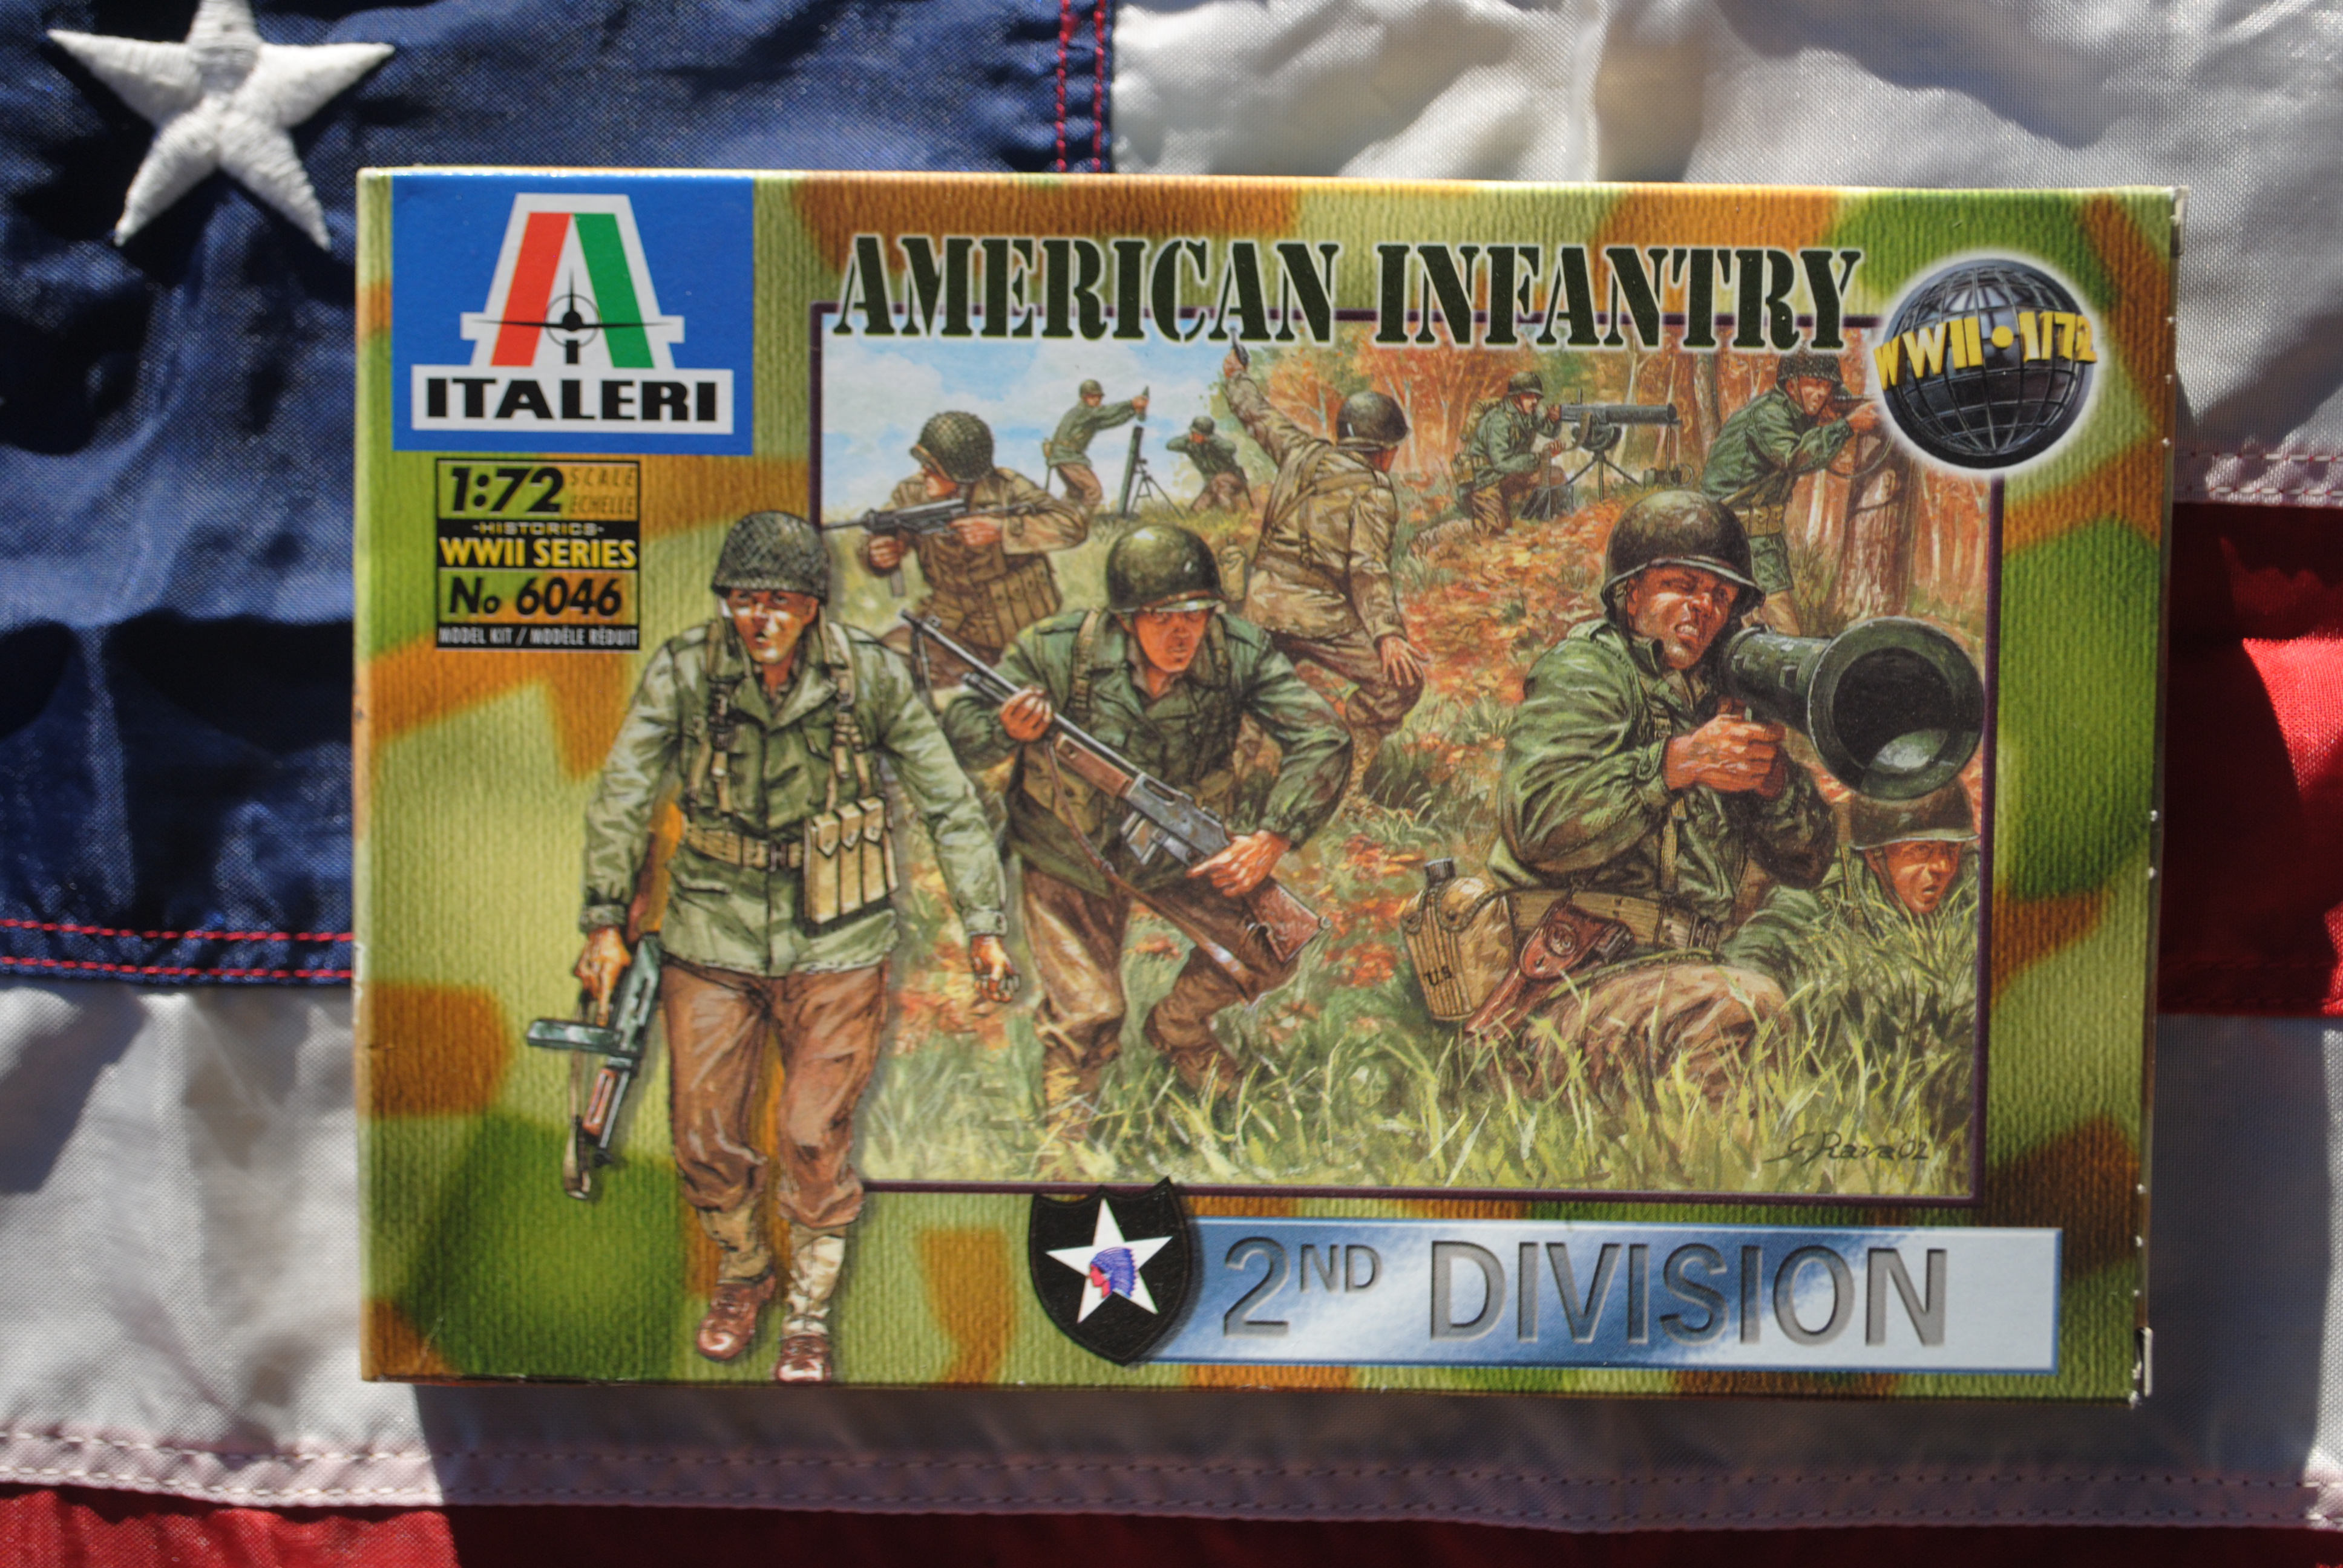 ITALERI
AMERICAN INFANTRY
WWII • 1/72
1:72 SCALE
ECHELLE
-HISTORICS-
WWII SERIES
No 6046
MODEL KIT / MODÈLE RÉDUIT
U.S.
G. Rava '02
2ND DIVISION